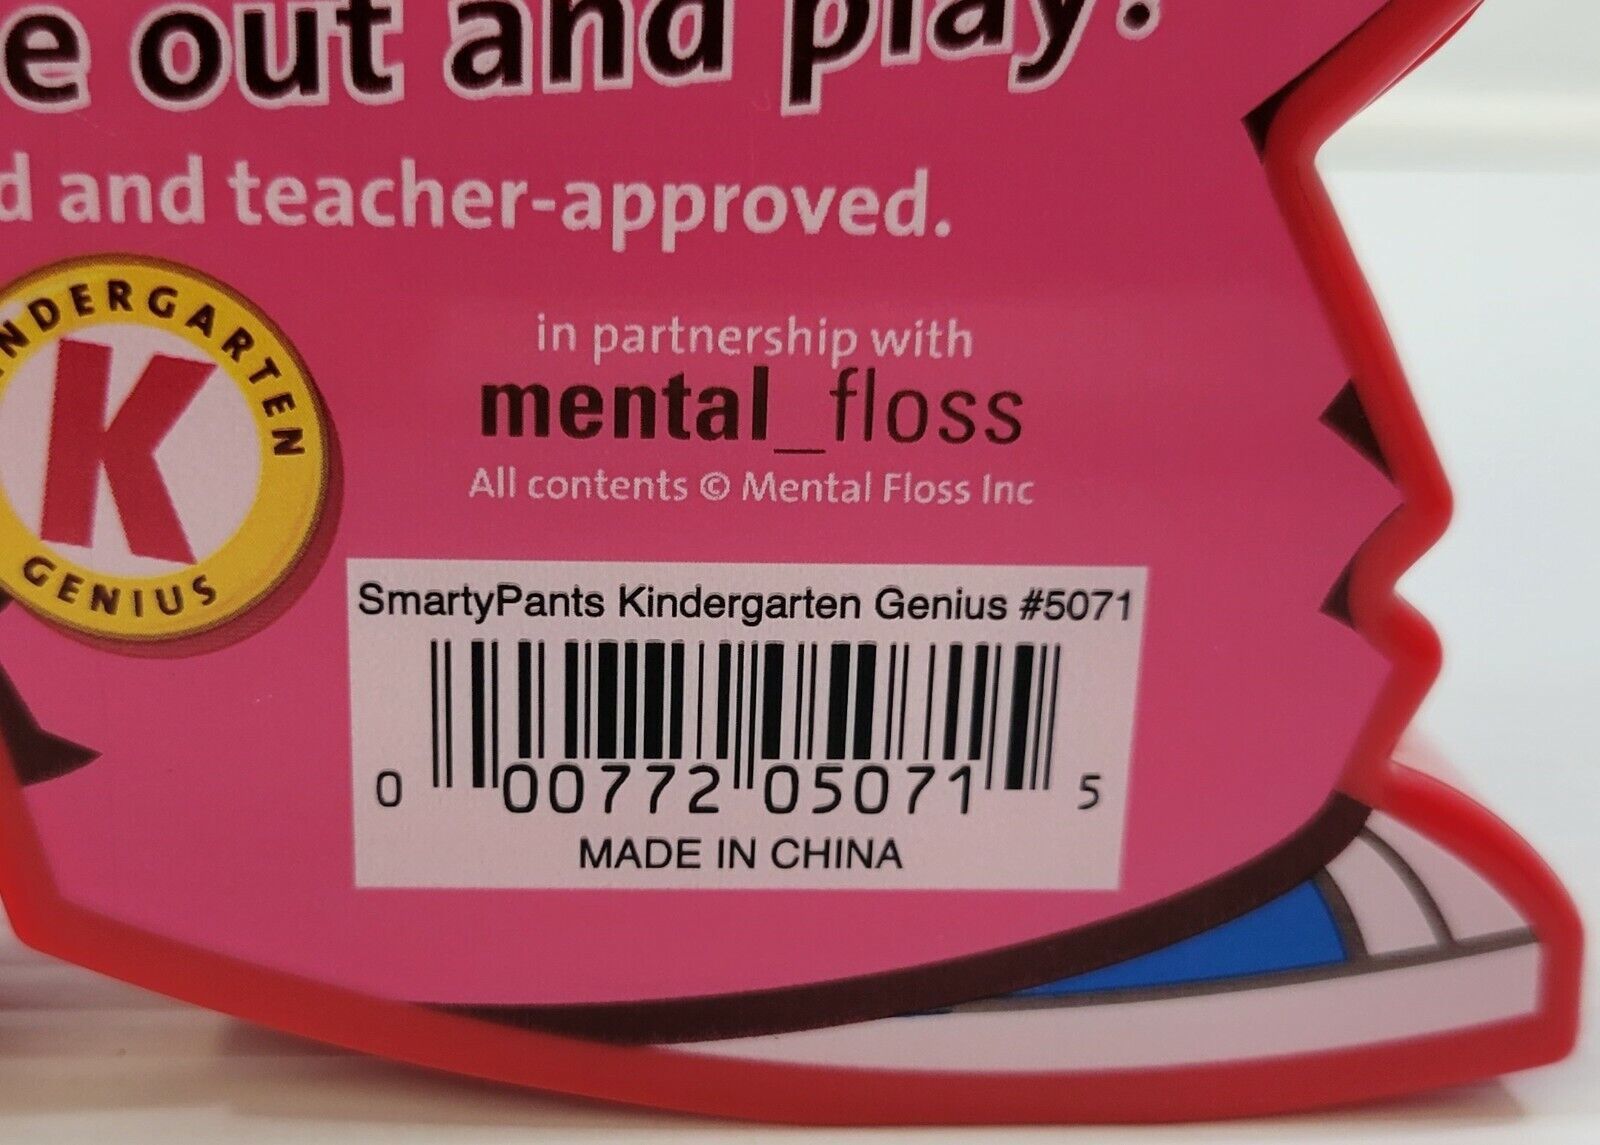 e out and play!
d and teacher-approved.
KINDERGARTEN
K
GENIUS
in partnership with
mental_floss
All contents © Mental Floss Inc
SmartyPants Kindergarten Genius #5071
0 00772 05071 5
MADE IN CHINA